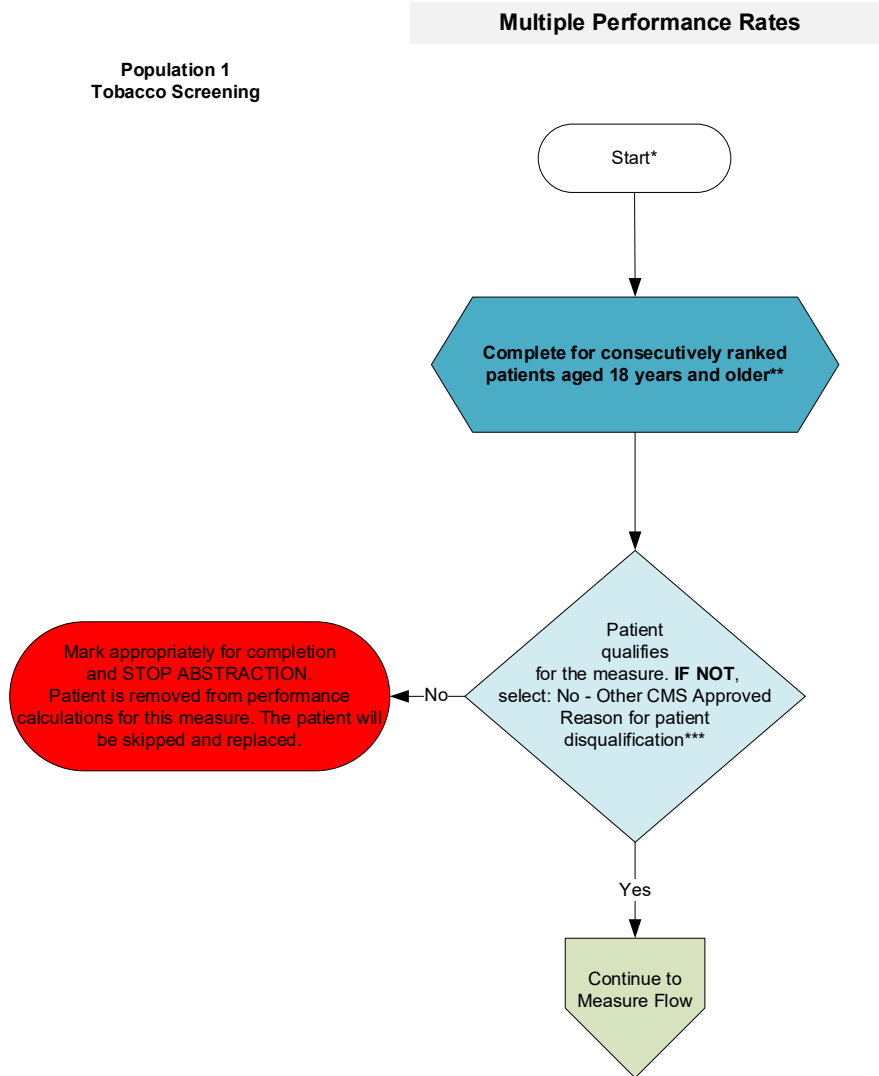 Multiple Performance Rates
Population 1
Tobacco Screening
Start*
Complete for consecutively ranked
patients aged 18 years and older**
Patient
qualifies
for the measure. IF NOT,
select: No - Other CMS Approved
Reason for patient
disqualification***
No
Mark appropriately for completion
and STOP ABSTRACTION.
Patient is removed from performance
calculations for this measure. The patient will
be skipped and replaced.
Yes
Continue to
Measure Flow